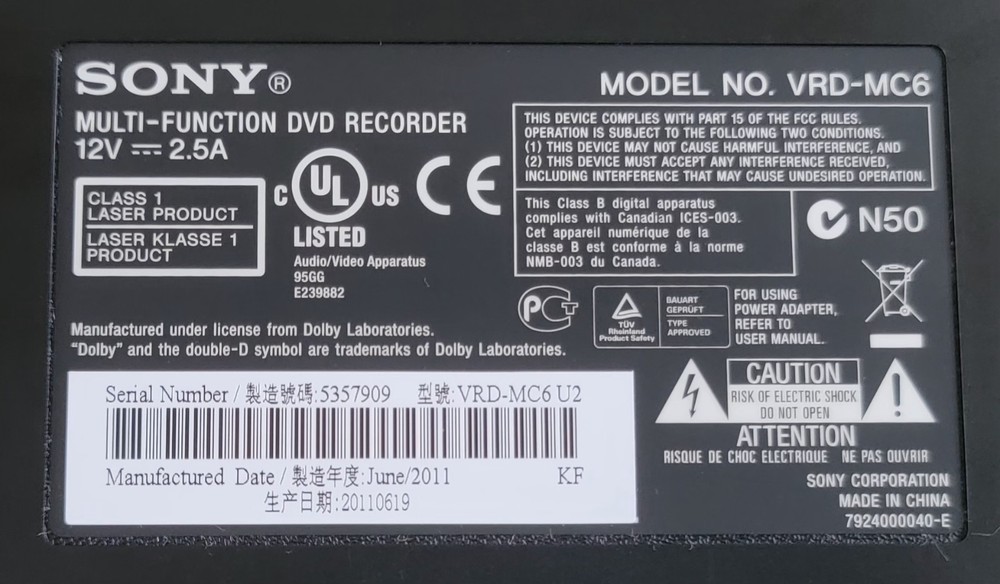 SONY®
MODEL NO. VRD-MC6
MULTI-FUNCTION DVD RECORDER
12V ⎓ 2.5A
THIS DEVICE COMPLIES WITH PART 15 OF THE FCC RULES.
OPERATION IS SUBJECT TO THE FOLLOWING TWO CONDITIONS.
(1) THIS DEVICE MAY NOT CAUSE HARMFUL INTERFERENCE, AND
(2) THIS DEVICE MUST ACCEPT ANY INTERFERENCE RECEIVED,
INCLUDING INTERFERENCE THAT MAY CAUSE UNDESIRED OPERATION.
CLASS 1
LASER PRODUCT
LASER KLASSE 1
PRODUCT
C UL US CE
LISTED
Audio/Video Apparatus
95GG
E239882
This Class B digital apparatus
complies with Canadian ICES-003.
Cet appareil numérique de la
classe B est conforme à la norme
NMB-003 du Canada.
N50
PCT
TÜV
Rheinland
Product Safety
BAUART
GEPRÜFT
TYPE
APPROVED
FOR USING
POWER ADAPTER,
REFER TO
USER MANUAL.
Manufactured under license from Dolby Laboratories.
“Dolby” and the double-D symbol are trademarks of Dolby Laboratories.
Serial Number / 製造號碼:5357909 型號:VRD-MC6 U2
Manufactured Date / 製造年度:June/2011 KF
生产日期:20110619
CAUTION
RISK OF ELECTRIC SHOCK
DO NOT OPEN
ATTENTION
RISQUE DE CHOC ELECTRIQUE NE PAS OUVRIR
SONY CORPORATION
MADE IN CHINA
7924000040-E